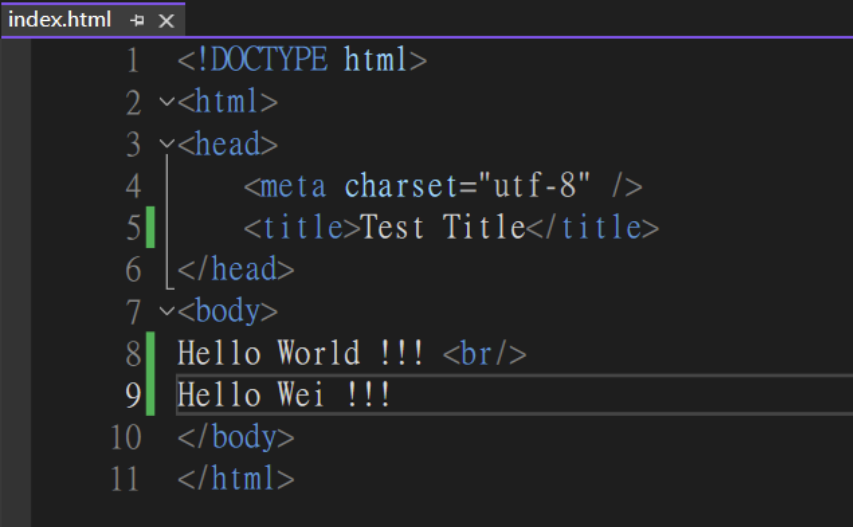 index.html
1 <!DOCTYPE html>
2 <html>
3 <head>
4 <meta charset="utf-8" />
5 <title>Test Title</title>
6 </head>
7 <body>
8 Hello World !!! <br/>
9 Hello Wei !!!
10 </body>
11 </html>